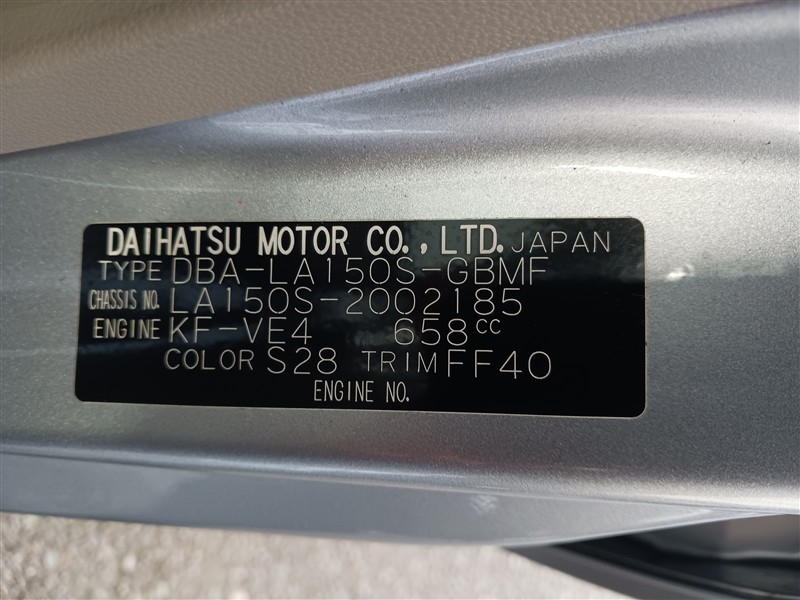 DAIHATSU MOTOR CO., LTD. JAPAN
TYPE DBA-LA150S-GBMF
CHASSIS NO. LA150S-2002185
ENGINE KF-VE4 658CC
COLOR S28 TRIM FF40
ENGINE NO.